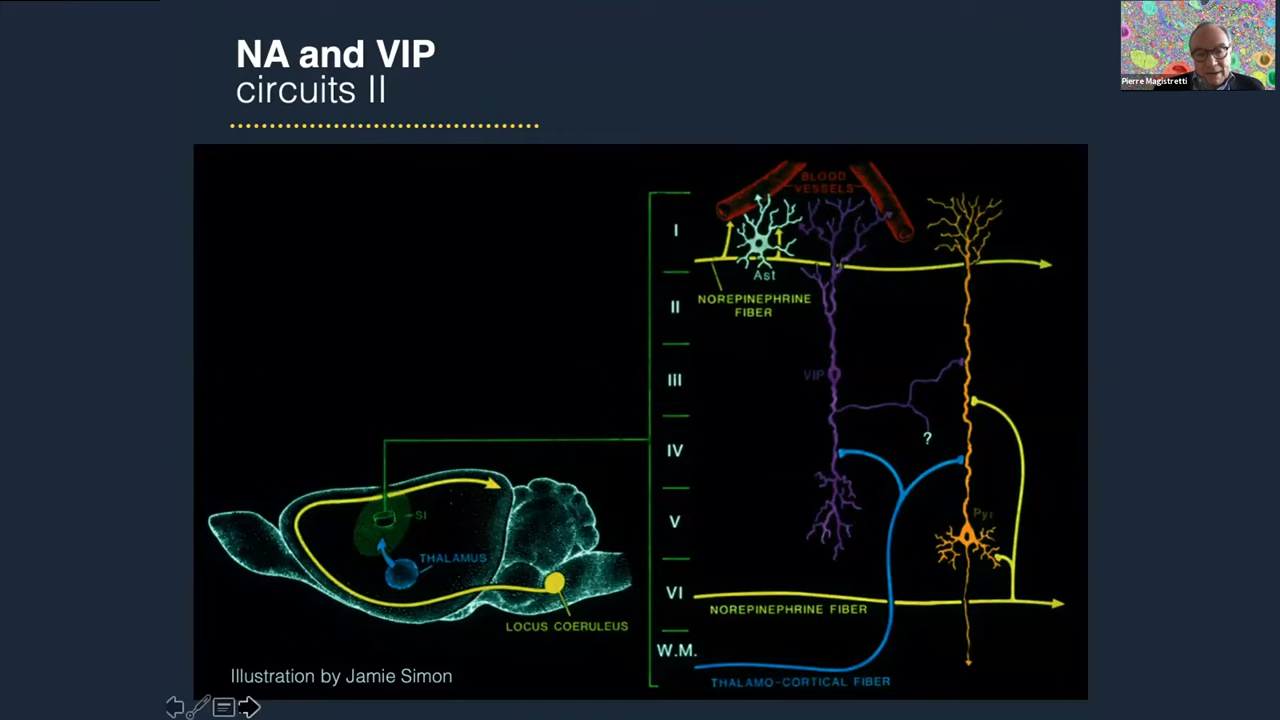 NA and VIP
circuits II
Pierre Magistretti
BLOOD
VESSELS
I
Ast
NOREPINEPHRINE
FIBER
II
III
VIP
?
IV
V
Pyr
SI
THALAMUS
VI
NOREPINEPHRINE FIBER
LOCUS COERULEUS
W.M.
THALAMO-CORTICAL FIBER
Illustration by Jamie Simon